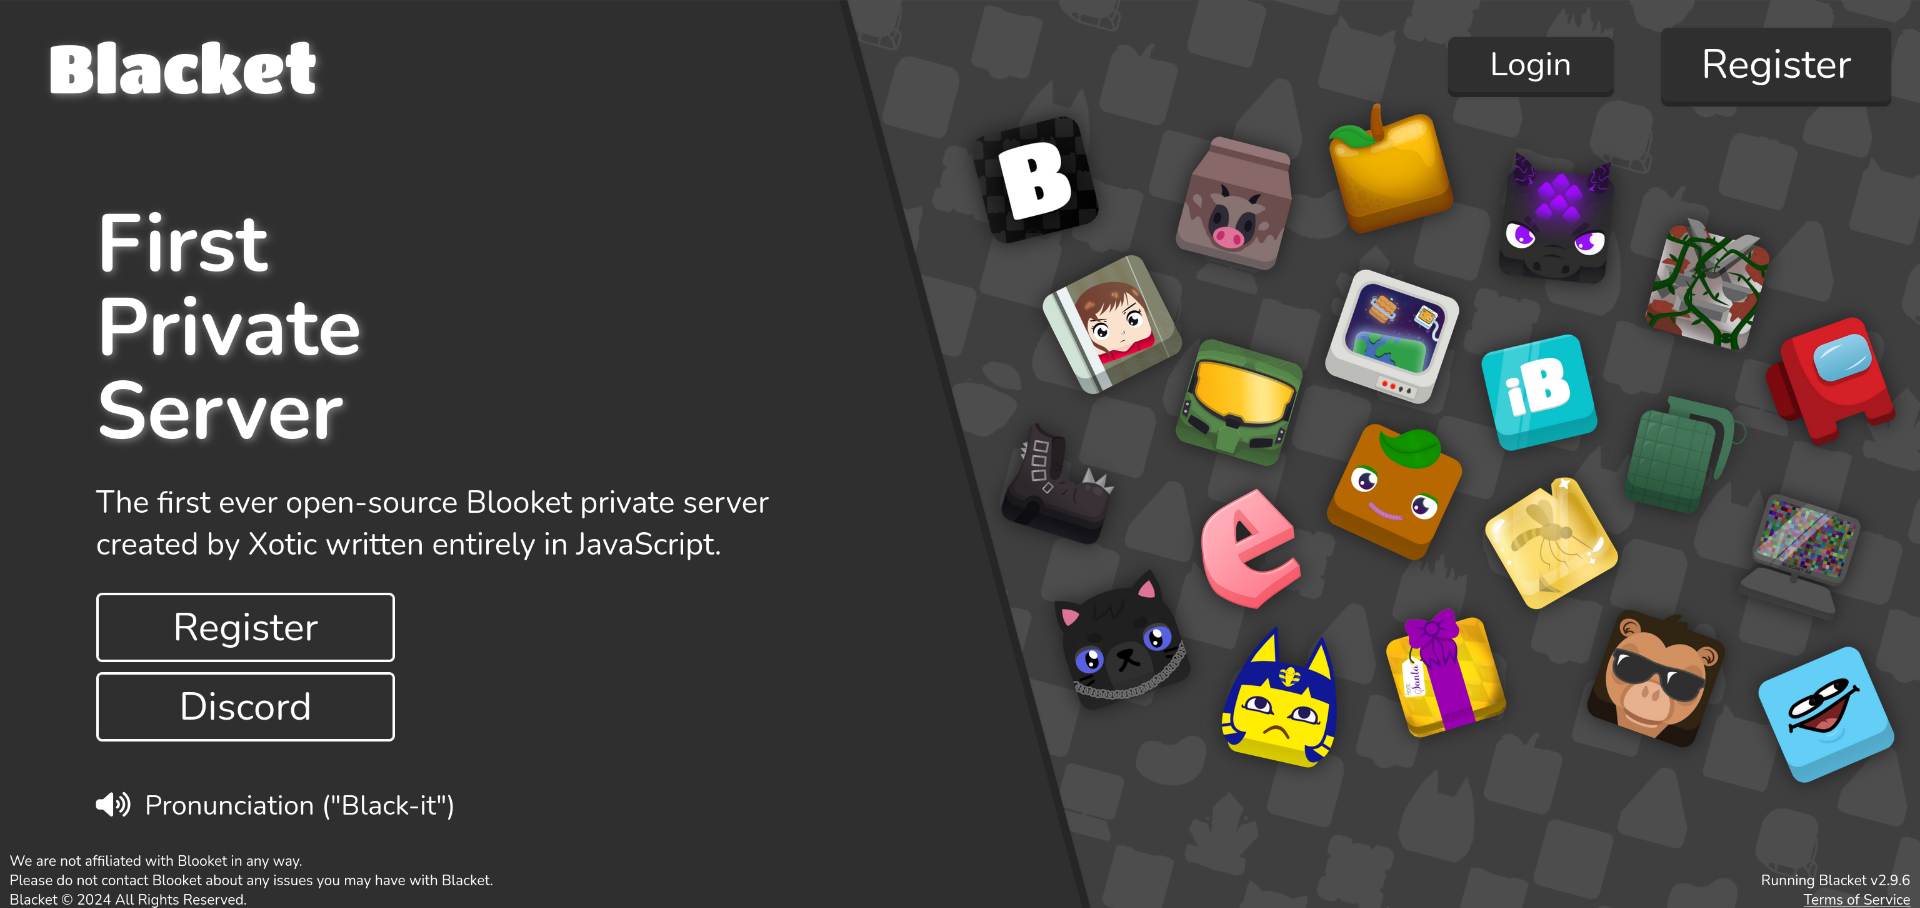 Blacket
Login
Register
First
Private
Server
The first ever open-source Blooket private server
created by Xotic written entirely in JavaScript.
Register
Discord
Pronunciation ("Black-it")
We are not affiliated with Blooket in any way.
Please do not contact Blooket about any issues you may have with Blacket.
Blacket © 2024 All Rights Reserved.
B
iB
e
Santa
Running Blacket v2.9.6
Terms of Service